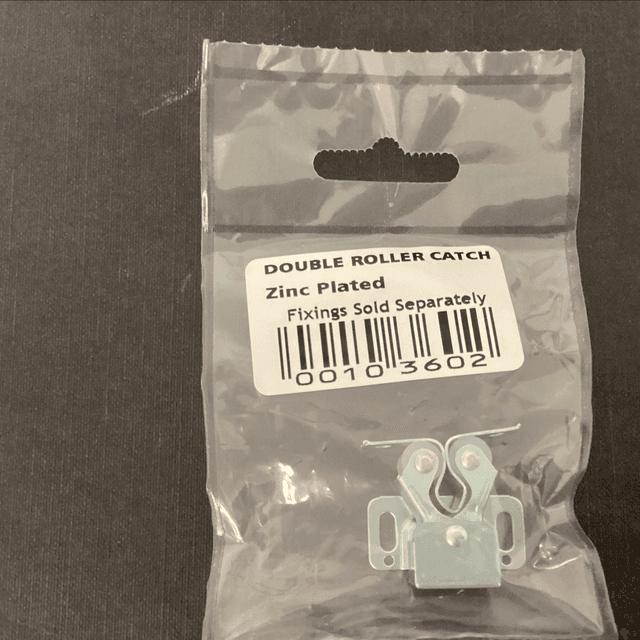 DOUBLE ROLLER CATCH
Zinc Plated
Fixings Sold Separately
0010 3602